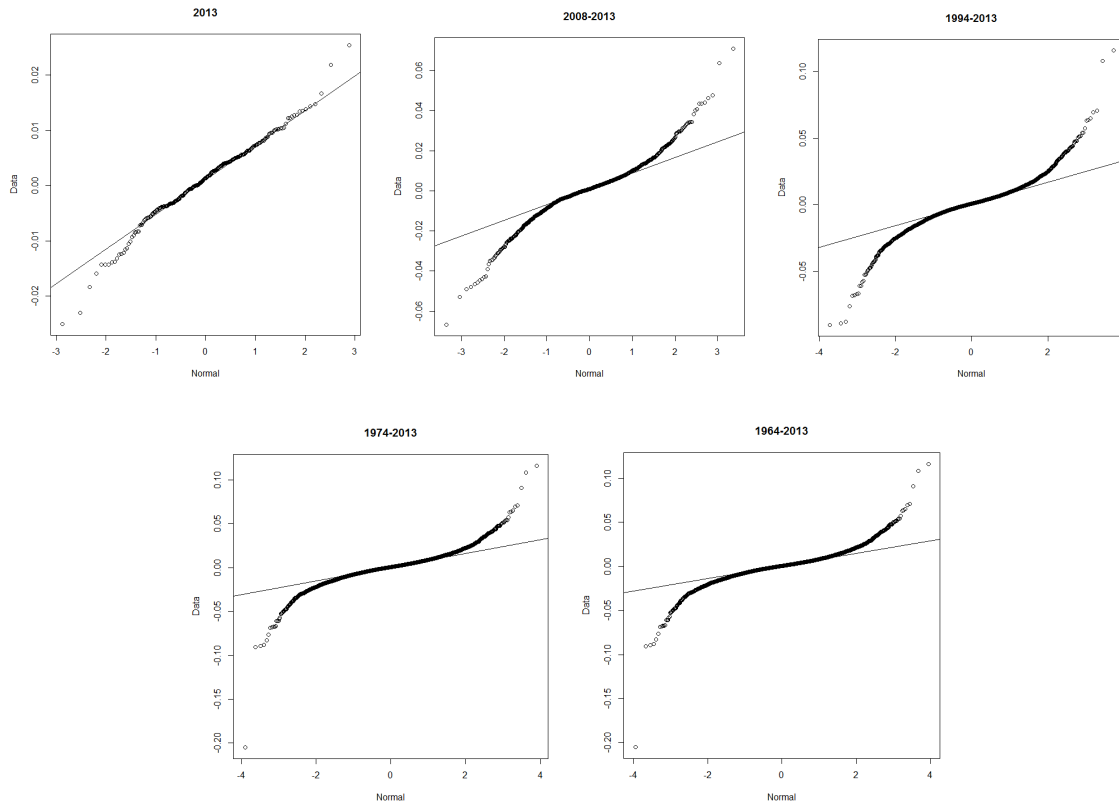 2013
Data
0.02
0.01
0.00
-0.01
-0.02
-3 -2 -1 0 1 2 3
Normal
2008-2013
Data
0.06
0.04
0.02
0.00
-0.02
-0.04
-0.06
-3 -2 -1 0 1 2 3
Normal
1994-2013
Data
0.10
0.05
0.00
-0.05
-4 -2 0 2
Normal
1974-2013
Data
0.10
0.05
0.00
-0.05
-0.10
-0.15
-0.20
-4 -2 0 2 4
Normal
1964-2013
Data
0.10
0.05
0.00
-0.05
-0.10
-0.15
-0.20
-4 -2 0 2 4
Normal